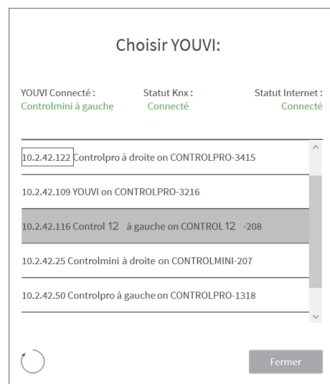 Choisir YOUVI:
YOUVI Connecté : Statut Knx : Statut Internet :
Controlmini à gauche Connecté Connecté
10.2.42.122 Controlpro à droite on CONTROLPRO-3415
10.2.42.109 YOUVI on CONTROLPRO-3216
10.2.42.116 Control 12 à gauche on CONTROL 12 -208
10.2.42.25 Controlmini à droite on CONTROLMINI-207
10.2.42.50 Controlpro à gauche on CONTROLPRO-1318
Fermer